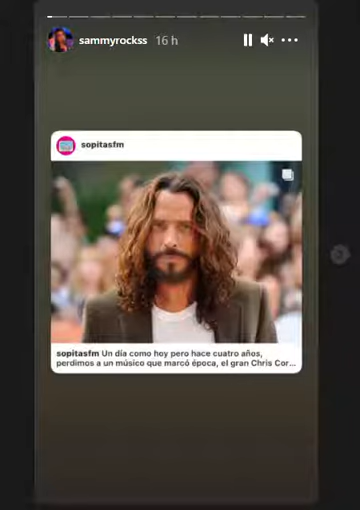 sammyrockss 16 h
sopitasfm
sopitasfm Un día como hoy pero hace cuatro años,
perdimos a un músico que marcó época, el gran Chris Cor...